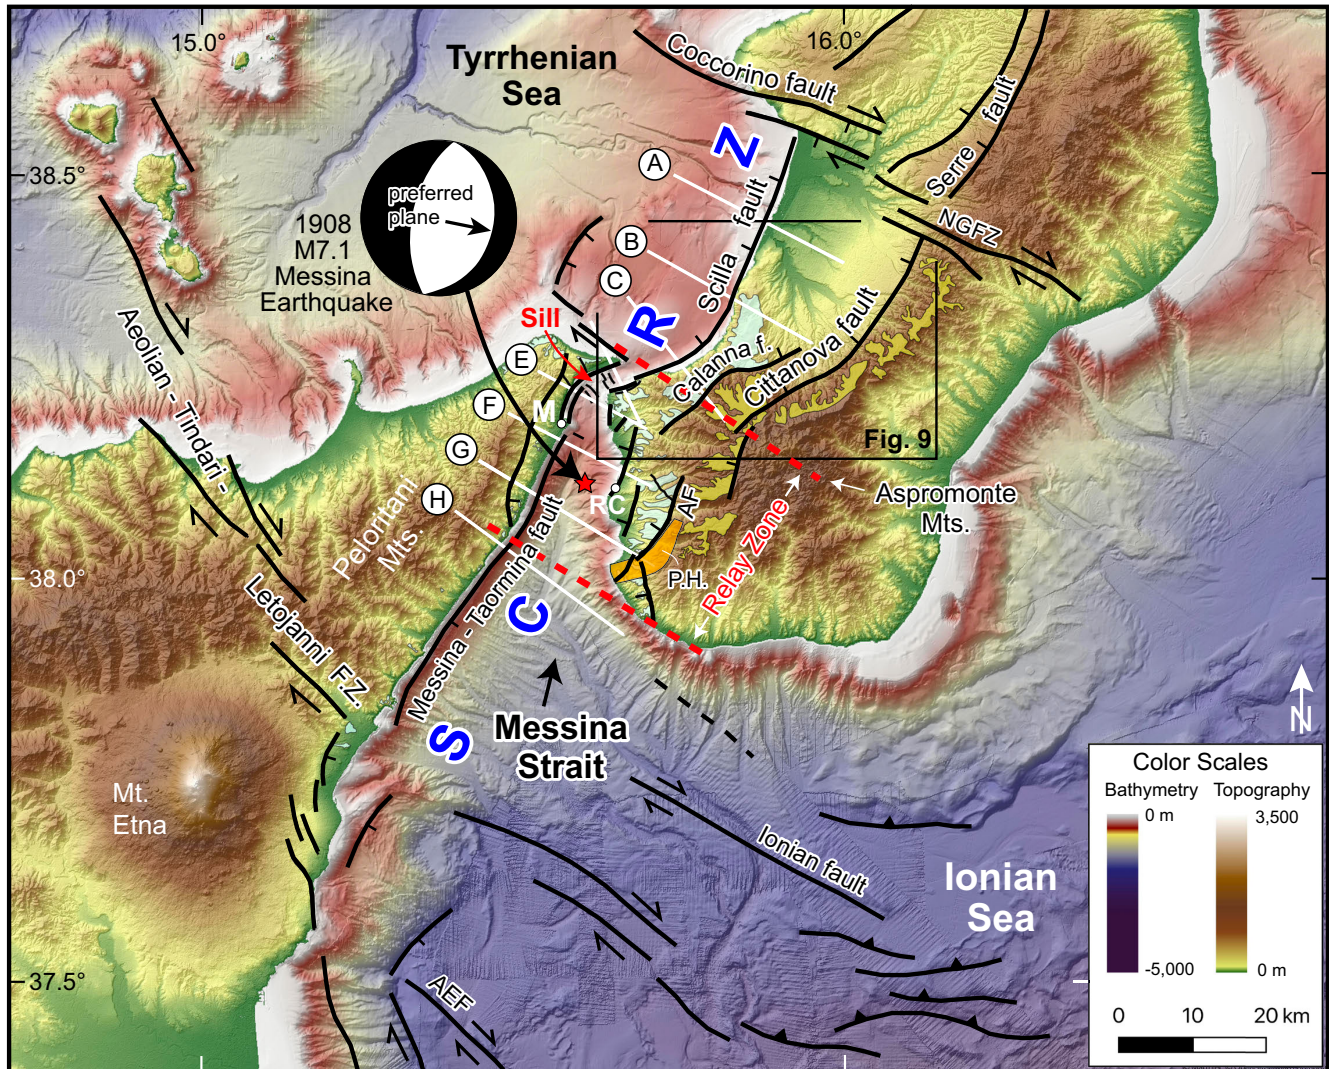 15.0°
16.0°
Tyrrhenian
Sea
Coccorino fault
Serre fault
38.5°
preferred
plane
1908
M7.1
Messina
Earthquake
A
B
C
Z
R
Scilla fault
NGFZ
Sill
E
F
G
H
M
RC
Calanna f.
Cittanova fault
Fig. 9
Aeolian - Tindari -
Letojanni F.Z.
Peloritani
Mts.
AF
P.H.
Relay Zone
Aspromonte
Mts.
38.0°
Messina - Taormina fault
C
S
Messina
Strait
N
Mt.
Etna
Ionian fault
Ionian
Sea
37.5°
AEF
Color Scales
Bathymetry Topography
0 m 3,500
-5,000 0 m
0 10 20 km